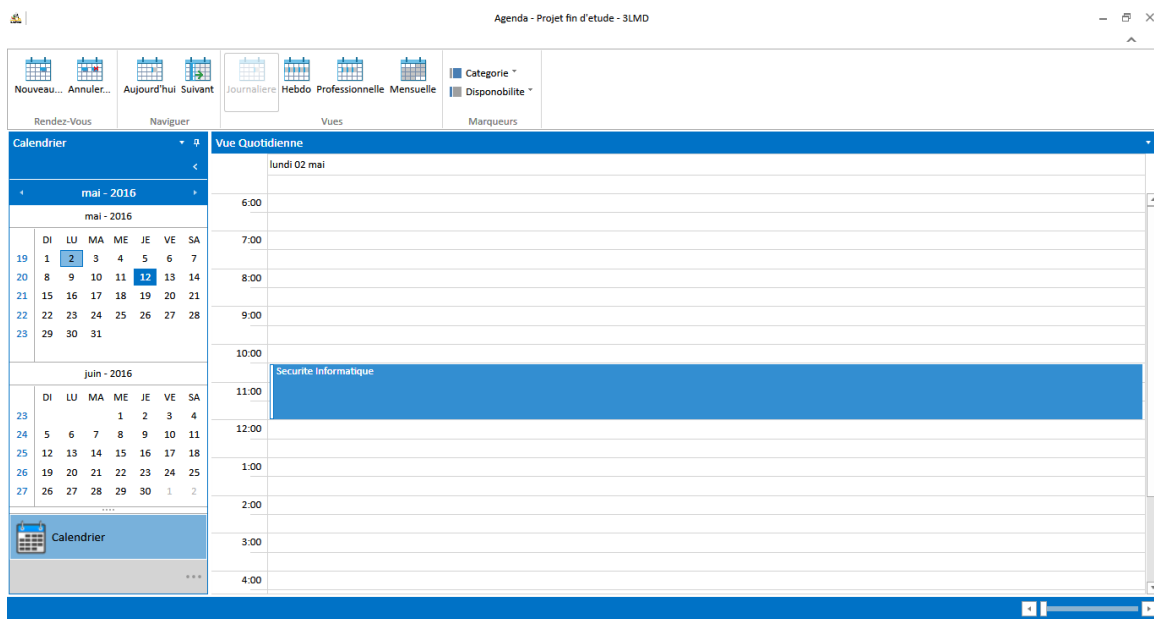 Agenda - Projet fin d'etude - 3LMD
Nouveau... Annuler... Aujourd'hui Suivant Journaliere Hebdo Professionnelle Mensuelle
Categorie
Disponobilite
Rendez-Vous Naviguer Vues Marqueurs
Calendrier
mai - 2016
mai - 2016
DI LU MA ME JE VE SA
19 1 2 3 4 5 6 7
20 8 9 10 11 12 13 14
21 15 16 17 18 19 20 21
22 22 23 24 25 26 27 28
23 29 30 31
juin - 2016
DI LU MA ME JE VE SA
23 1 2 3 4
24 5 6 7 8 9 10 11
25 12 13 14 15 16 17 18
26 19 20 21 22 23 24 25
27 26 27 28 29 30 1 2
Calendrier
Vue Quotidienne
lundi 02 mai
6:00
7:00
8:00
9:00
10:00
Securite Informatique
11:00
12:00
1:00
2:00
3:00
4:00